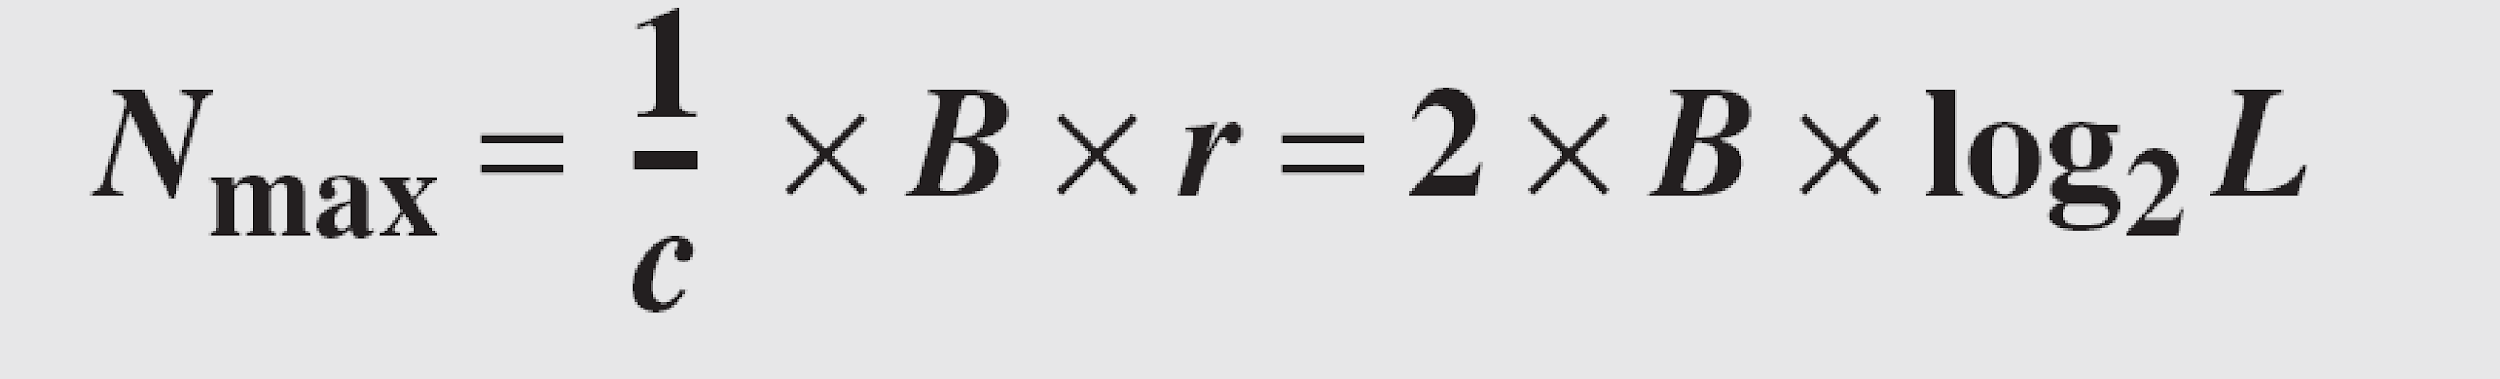 N_max = 1/c × B × r = 2 × B × log_2 L